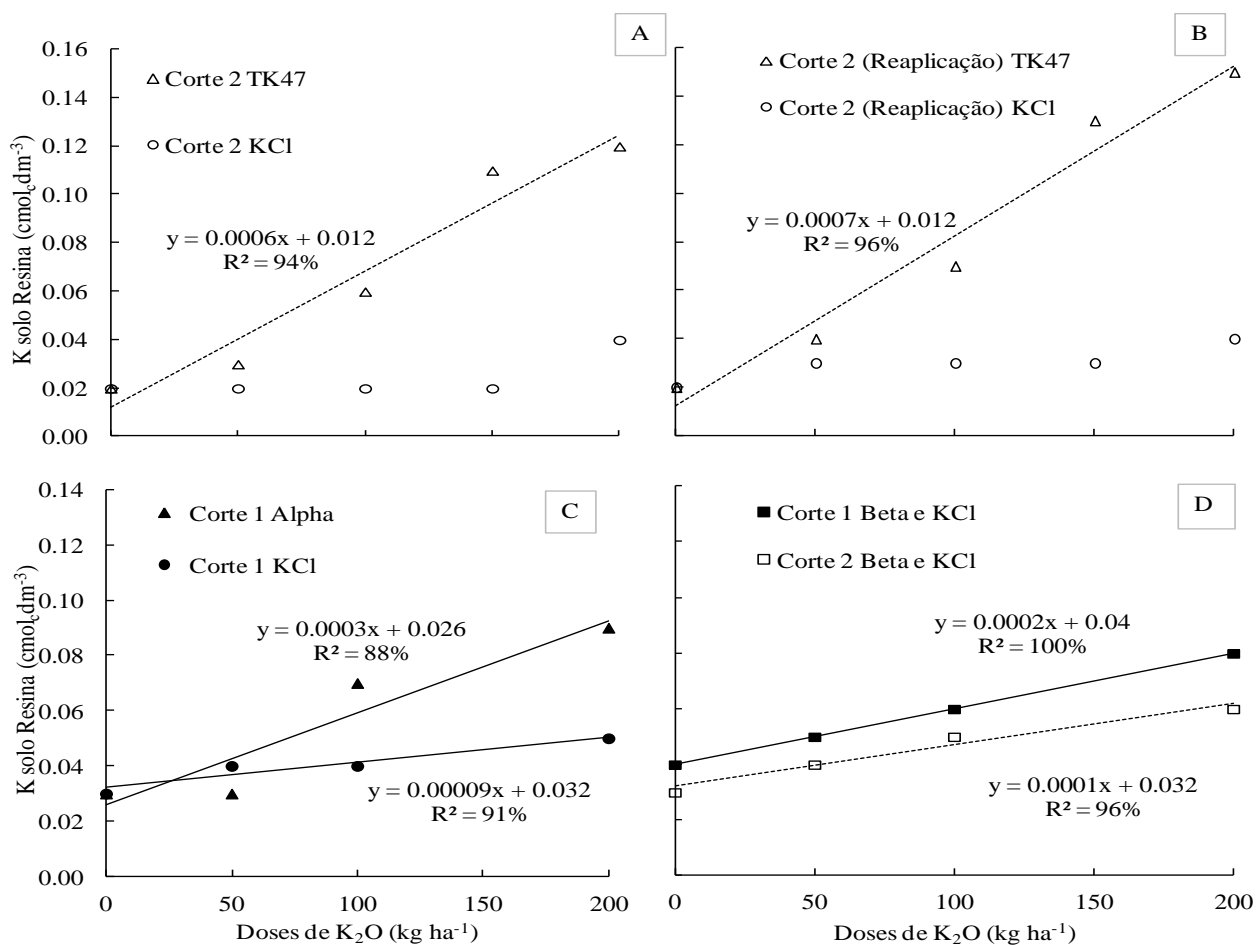 A
0.16
Corte 2 TK47
0.14
0.12
Corte 2 KCl
0.10
0.08
y = 0.0006x + 0.012
R² = 94%
0.06
0.04
0.02
0.00
K solo Resina (cmol_c dm⁻³)
B
Corte 2 (Reaplicação) TK47
Corte 2 (Reaplicação) KCl
y = 0.0007x + 0.012
R² = 96%
C
0.14
Corte 1 Alpha
0.12
Corte 1 KCl
0.10
y = 0.0003x + 0.026
R² = 88%
0.08
0.06
0.04
y = 0.00009x + 0.032
R² = 91%
0.02
0.00
K solo Resina (cmol_c dm⁻³)
0 50 100 150 200
Doses de K₂O (kg ha⁻¹)
D
Corte 1 Beta e KCl
Corte 2 Beta e KCl
y = 0.0002x + 0.04
R² = 100%
y = 0.0001x + 0.032
R² = 96%
0 50 100 150 200
Doses de K₂O (kg ha⁻¹)